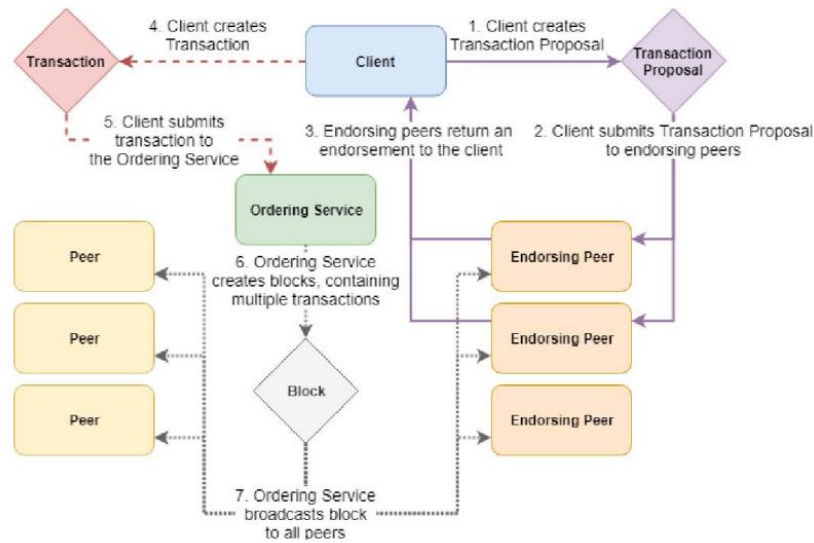 4. Client creates
Transaction
1. Client creates
Transaction Proposal
Transaction
Client
Transaction
Proposal
5. Client submits
transaction to
the Ordering Service
3. Endorsing peers return an
endorsement to the client
2. Client submits Transaction Proposal
to endorsing peers
Ordering Service
Peer
Endorsing Peer
6. Ordering Service
creates blocks, containing
multiple transactions
Peer
Endorsing Peer
Block
Peer
Endorsing Peer
7. Ordering Service
broadcasts block
to all peers